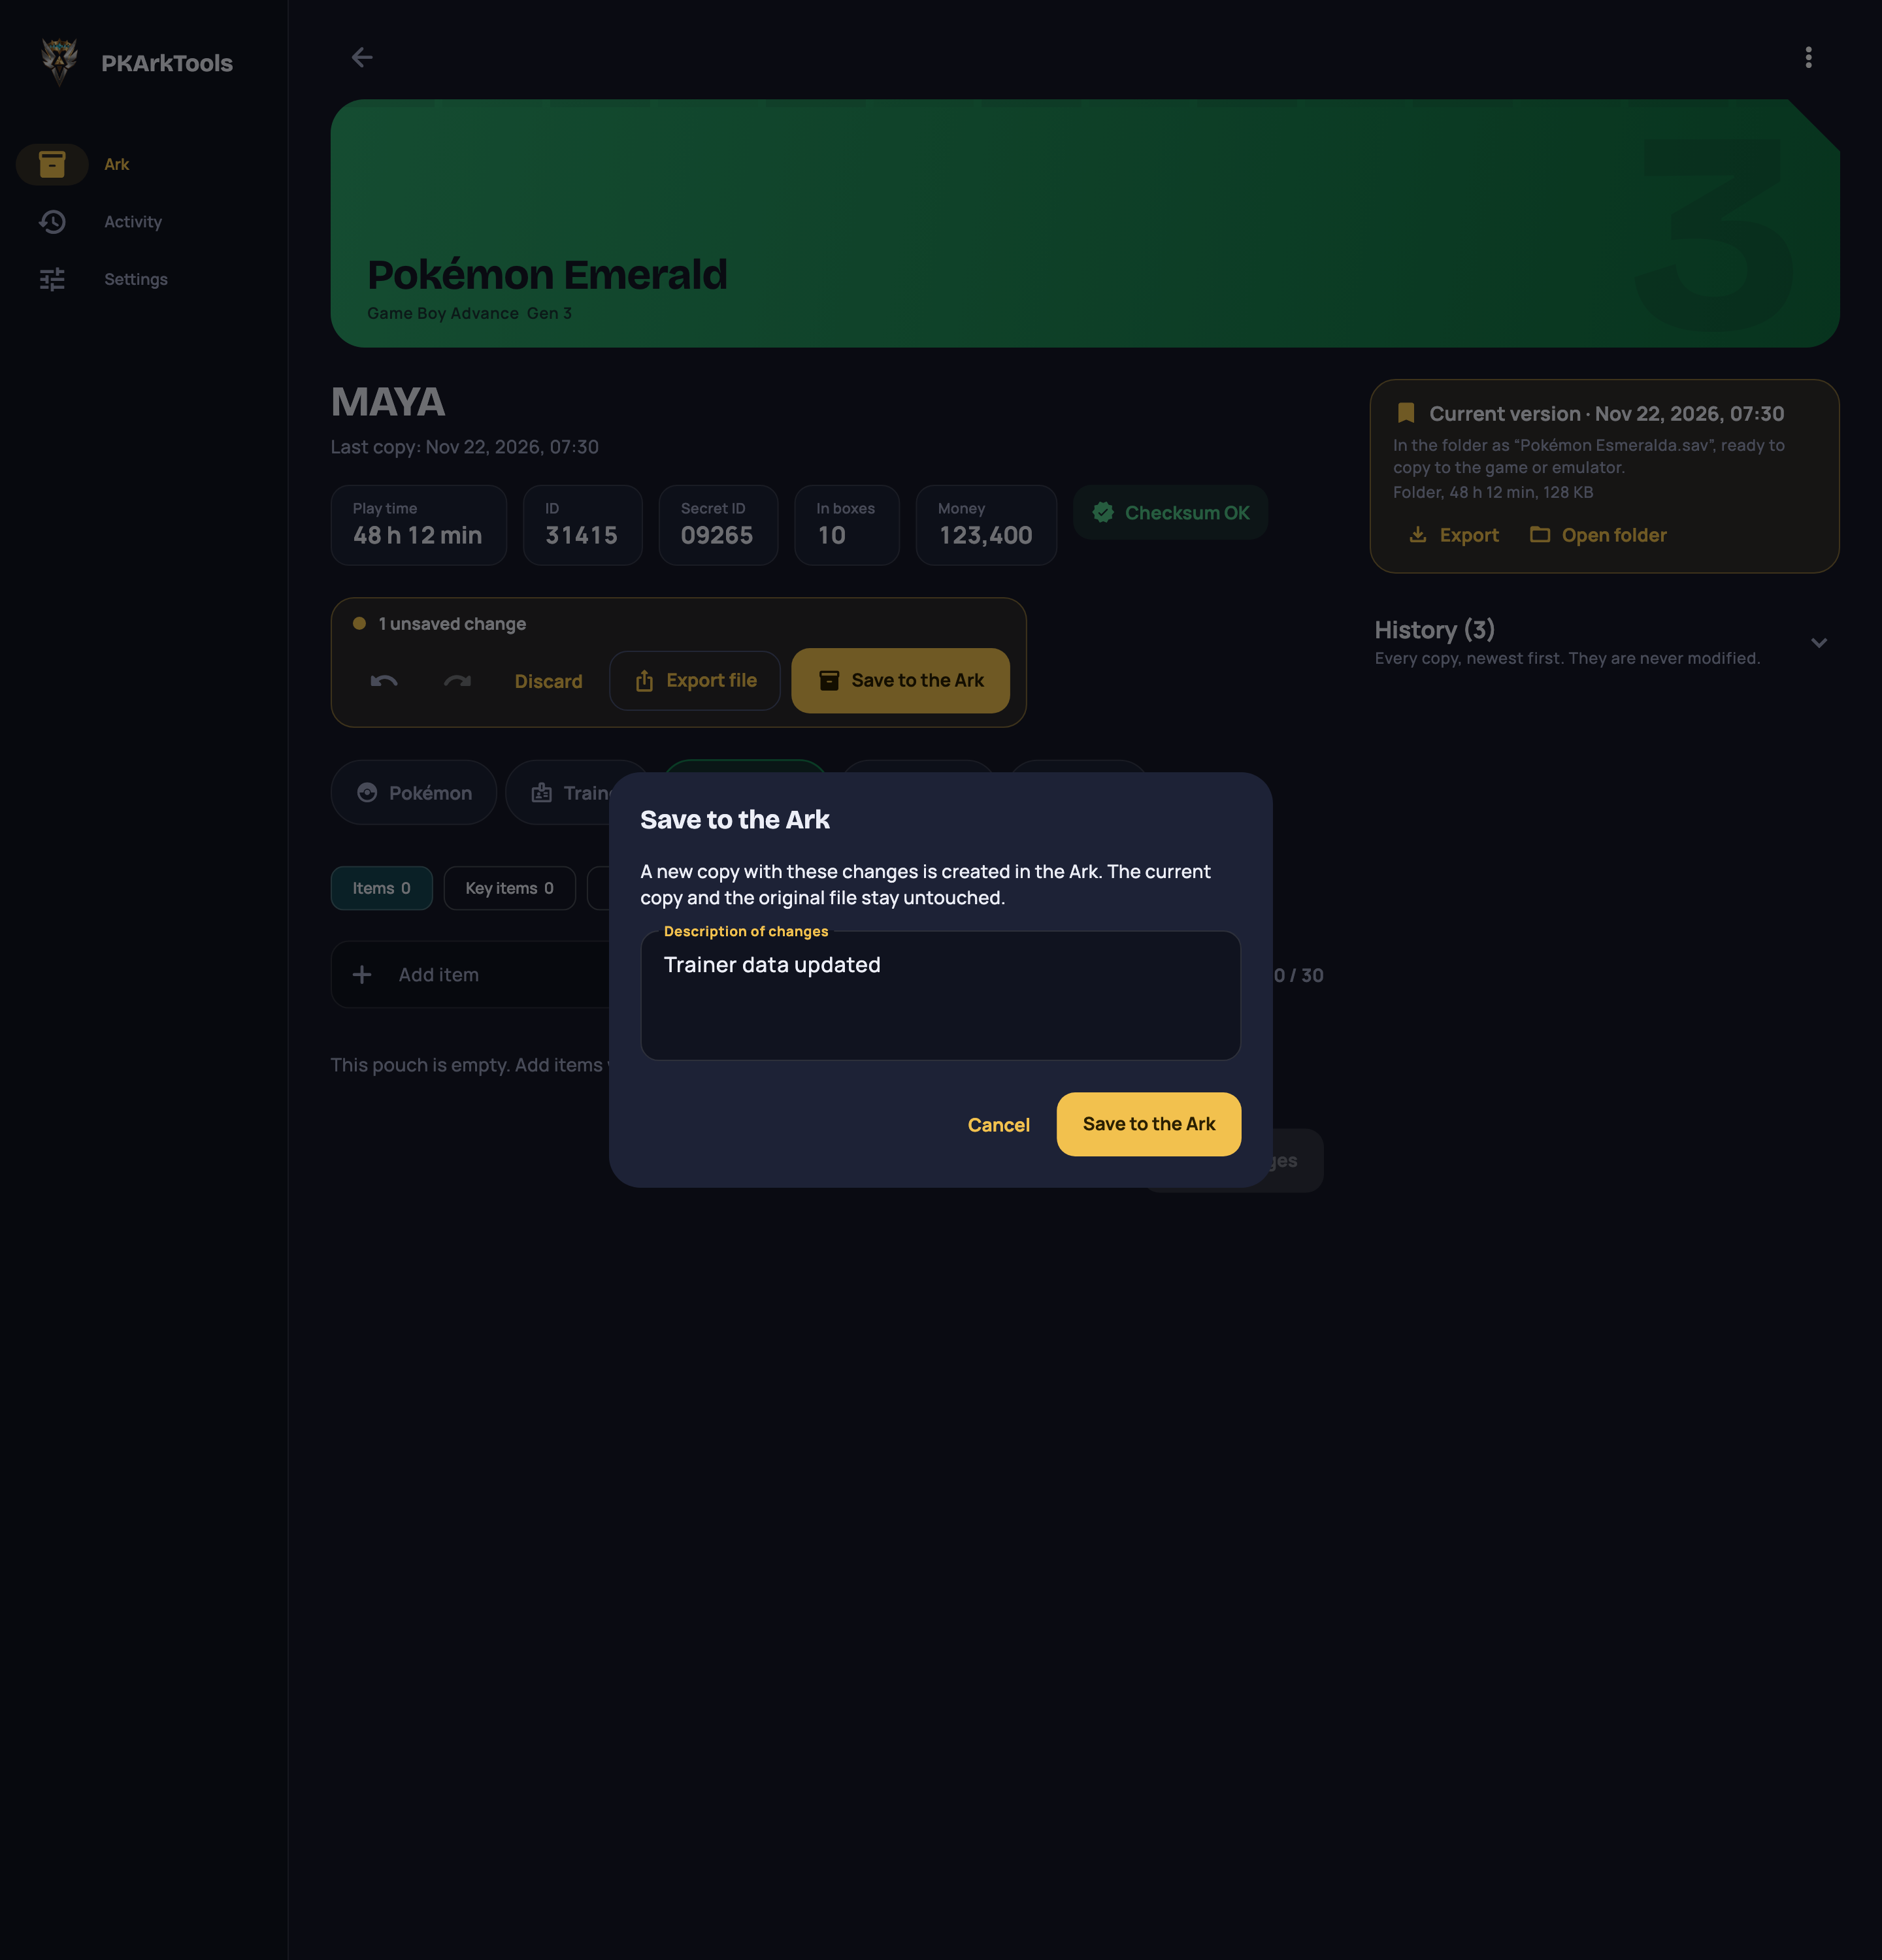 PKArkTools
Ark
Activity
Settings
3
Pokémon Emerald
Game Boy Advance Gen 3
MAYA
Last copy: Nov 22, 2026, 07:30
Play time
48 h 12 min
ID
31415
Secret ID
09265
In boxes
10
Money
123,400
Checksum OK
Current version · Nov 22, 2026, 07:30
In the folder as “Pokémon Esmeralda.sav”, ready to
copy to the game or emulator.
Folder, 48 h 12 min, 128 KB
Export
Open folder
History (3)
Every copy, newest first. They are never modified.
1 unsaved change
Discard
Export file
Save to the Ark
Pokémon
Items 0
Key items 0
Add item
0 / 30
This pouch is empty. Add items
Save to the Ark
A new copy with these changes is created in the Ark. The current
copy and the original file stay untouched.
Description of changes
Trainer data updated
Cancel
Save to the Ark